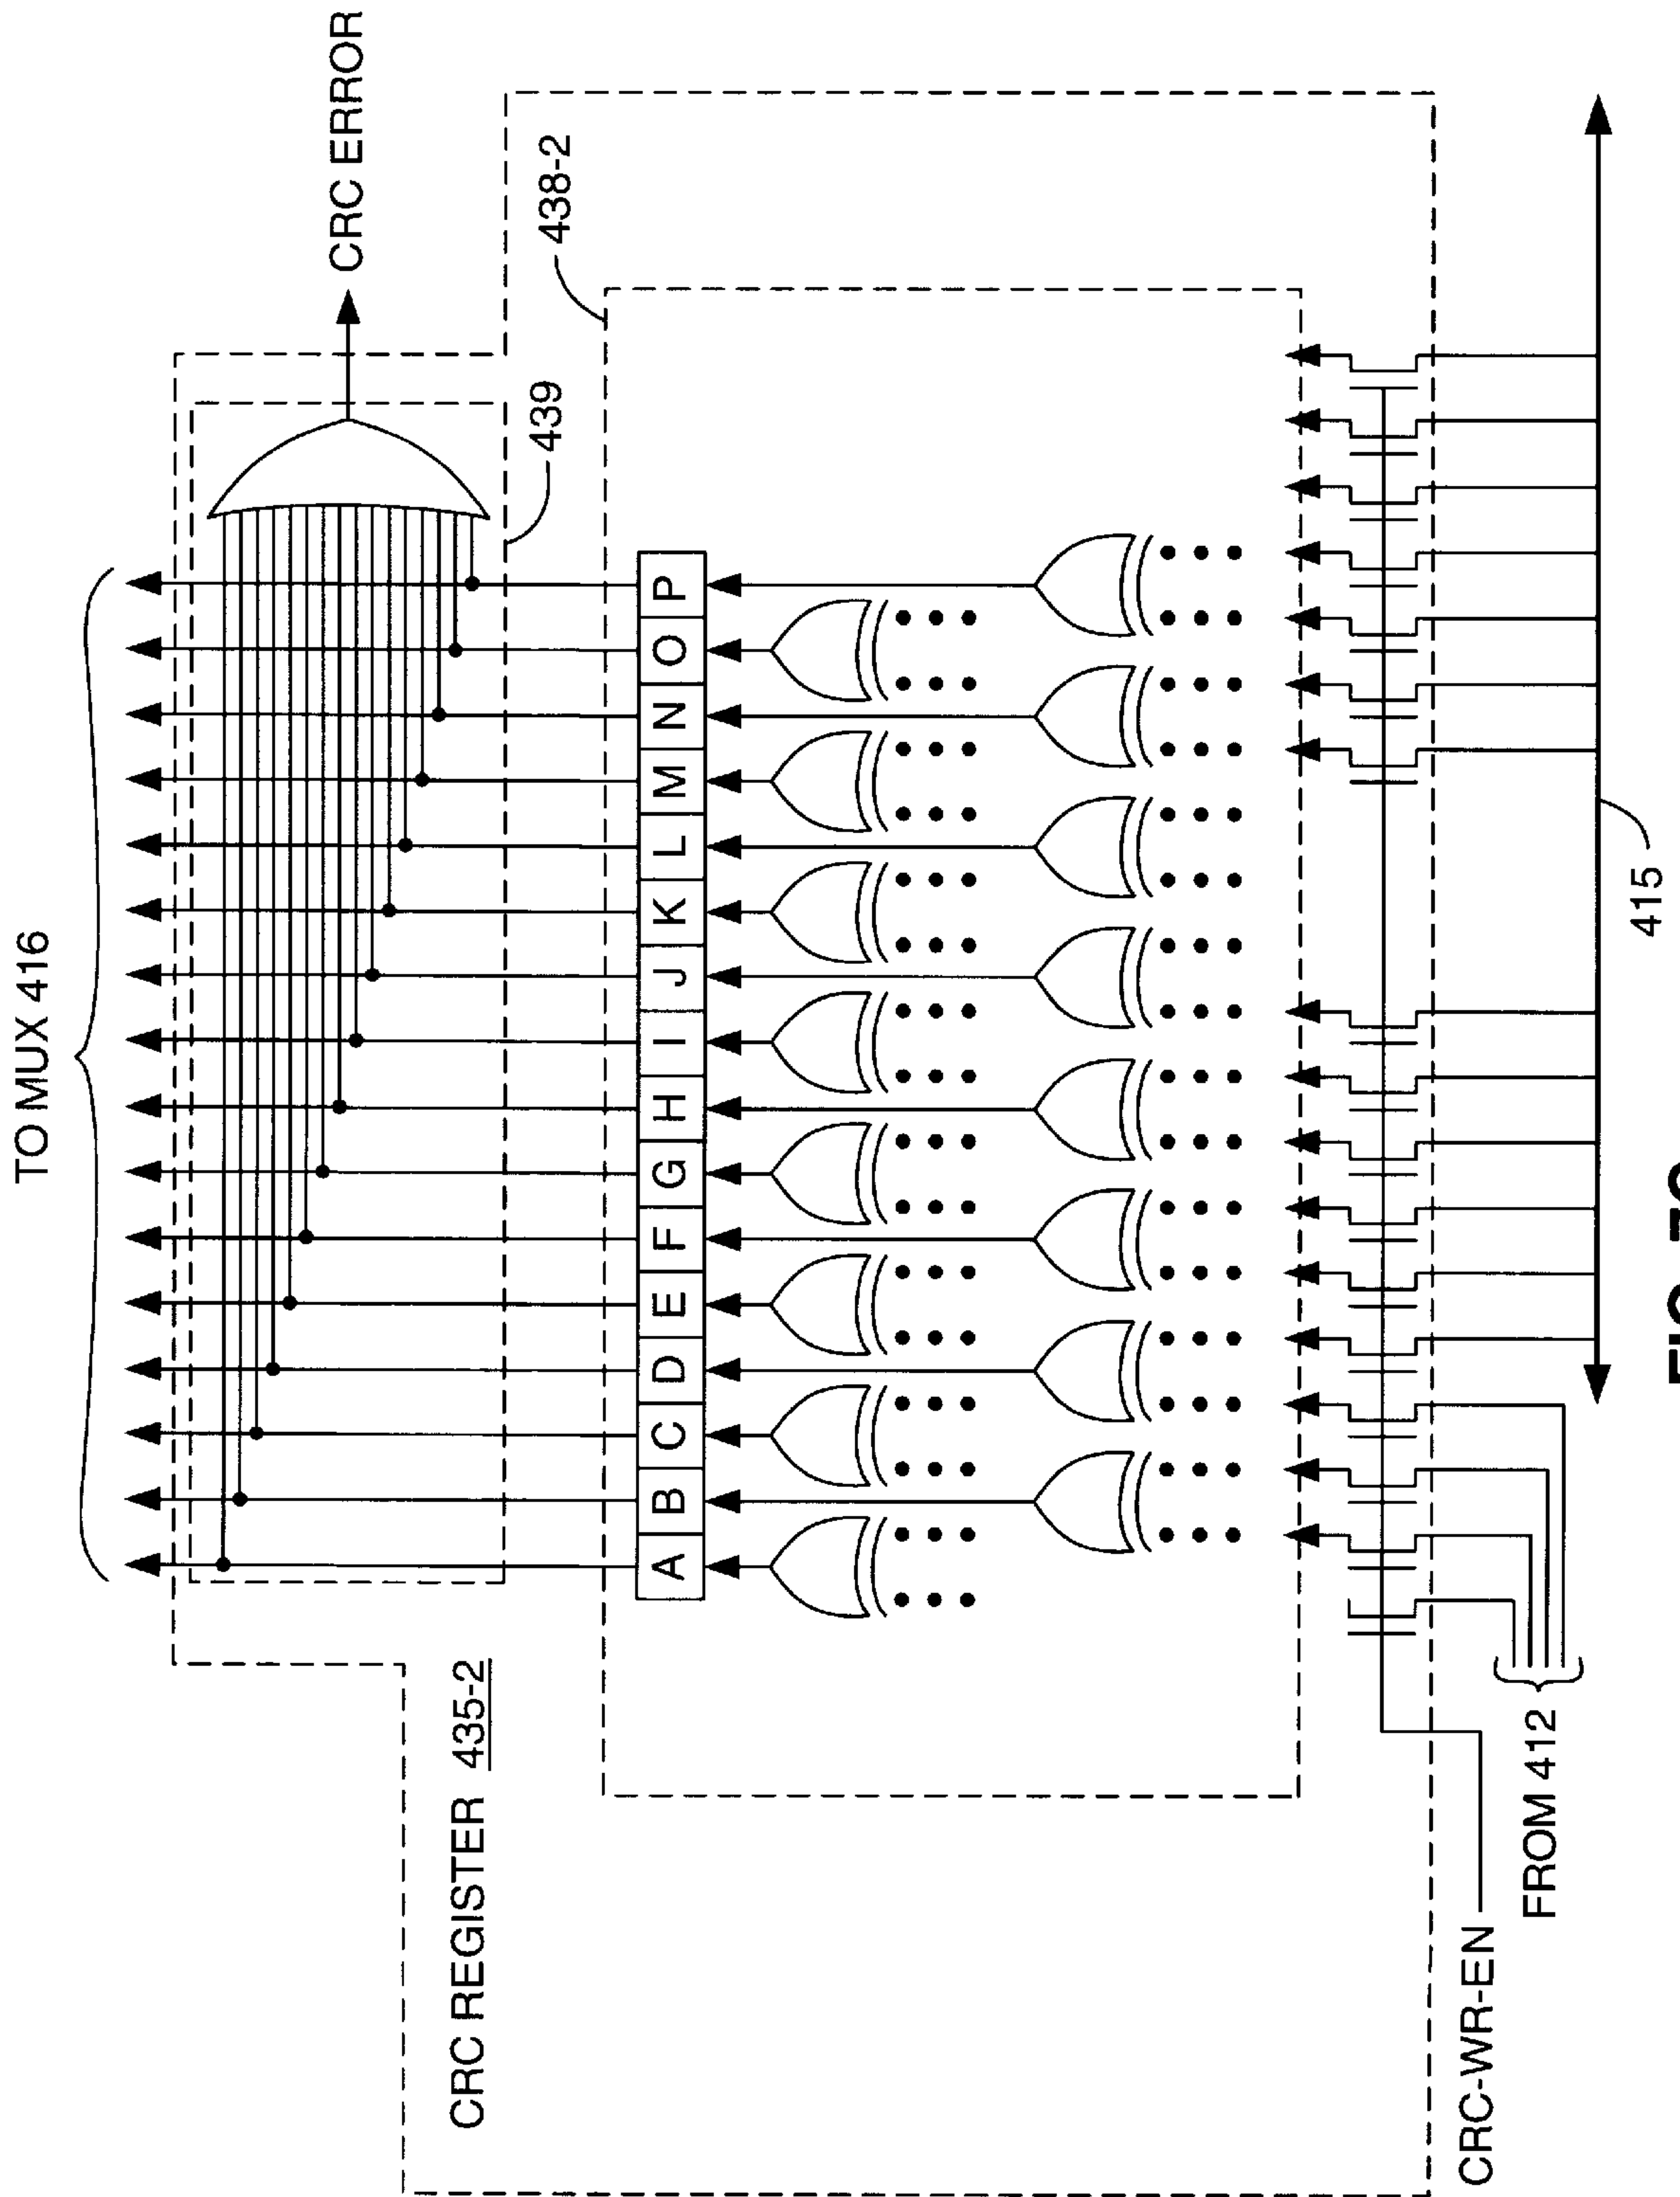 TO MUX 416
CRC ERROR
439
438-2
A B C D E F G H I J K L M N O P
CRC REGISTER 435-2
CRC-WR-EN
FROM 412
415